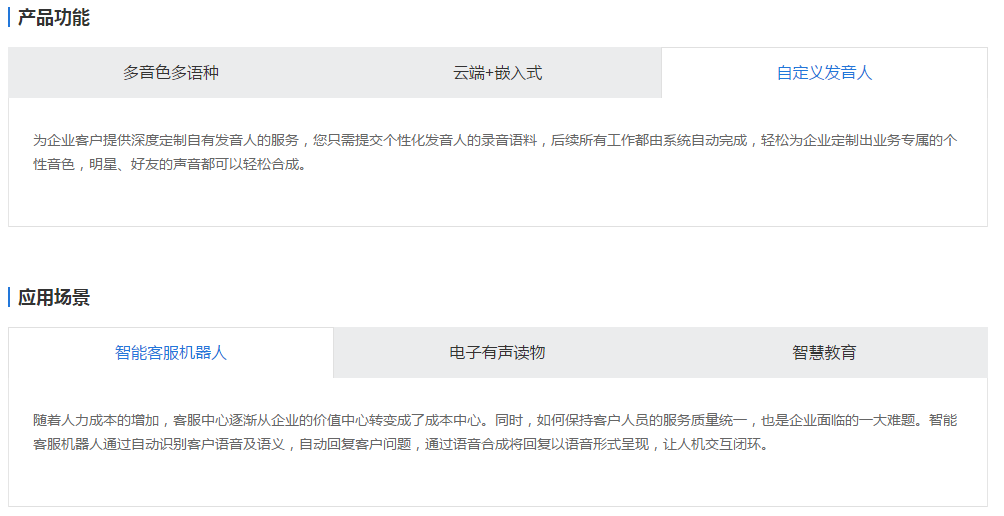 产品功能
多音色多语种
云端+嵌入式
自定义发音人
为企业客户提供深度定制自有发音人的服务，您只需提交个性化发音人的录音语料，后续所有工作都由系统自动完成，轻松为企业定制出业务专属的个
性音色，明星、好友的声音都可以轻松合成。
应用场景
智能客服机器人
电子有声读物
智慧教育
随着人力成本的增加，客服中心逐渐从企业的价值中心转变成了成本中心。同时，如何保持客户人员的服务质量统一，也是企业面临的一大难题。智能
客服机器人通过自动识别客户语音及语义，自动回复客户问题，通过语音合成将回复以语音形式呈现，让人机交互闭环。